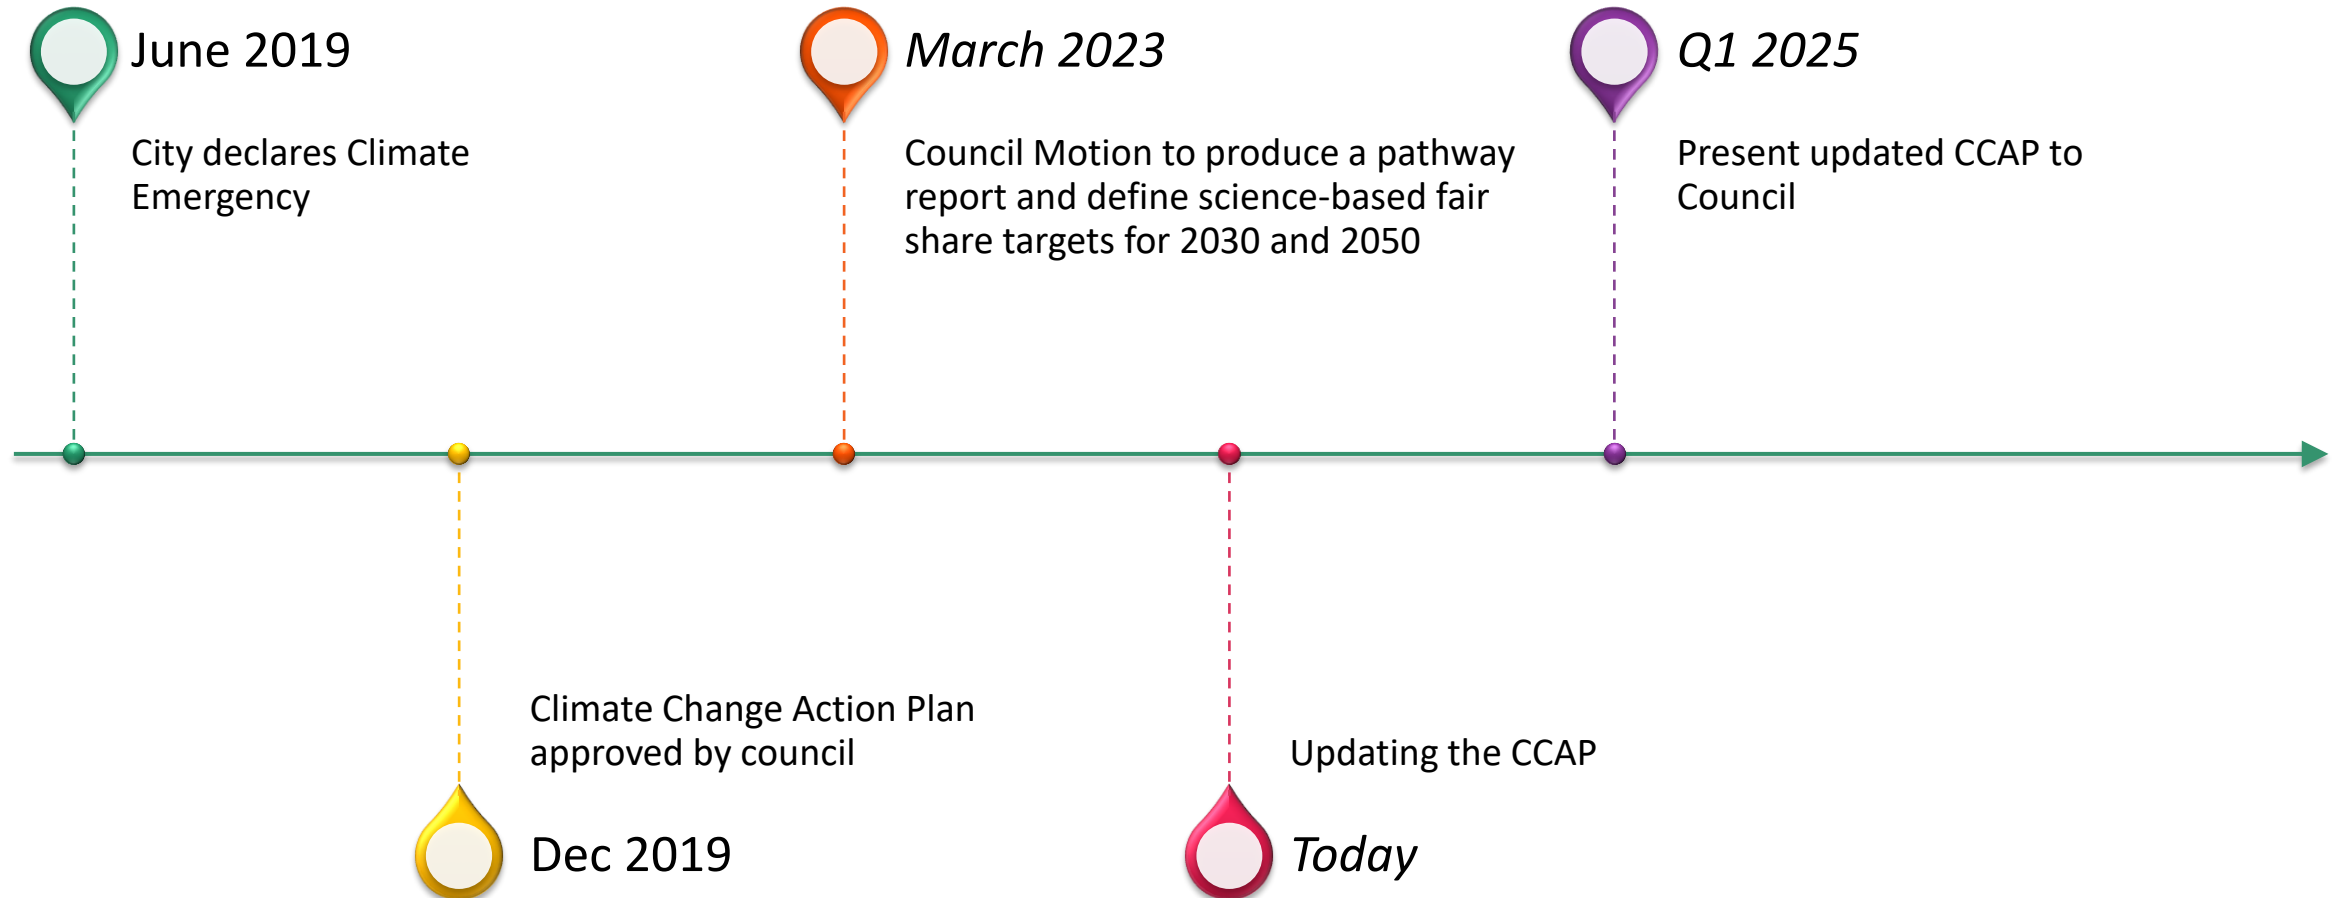 June 2019
City declares Climate
Emergency
March 2023
Council Motion to produce a pathway
report and define science-based fair
share targets for 2030 and 2050
Q1 2025
Present updated CCAP to
Council
Climate Change Action Plan
approved by council
Dec 2019
Updating the CCAP
Today